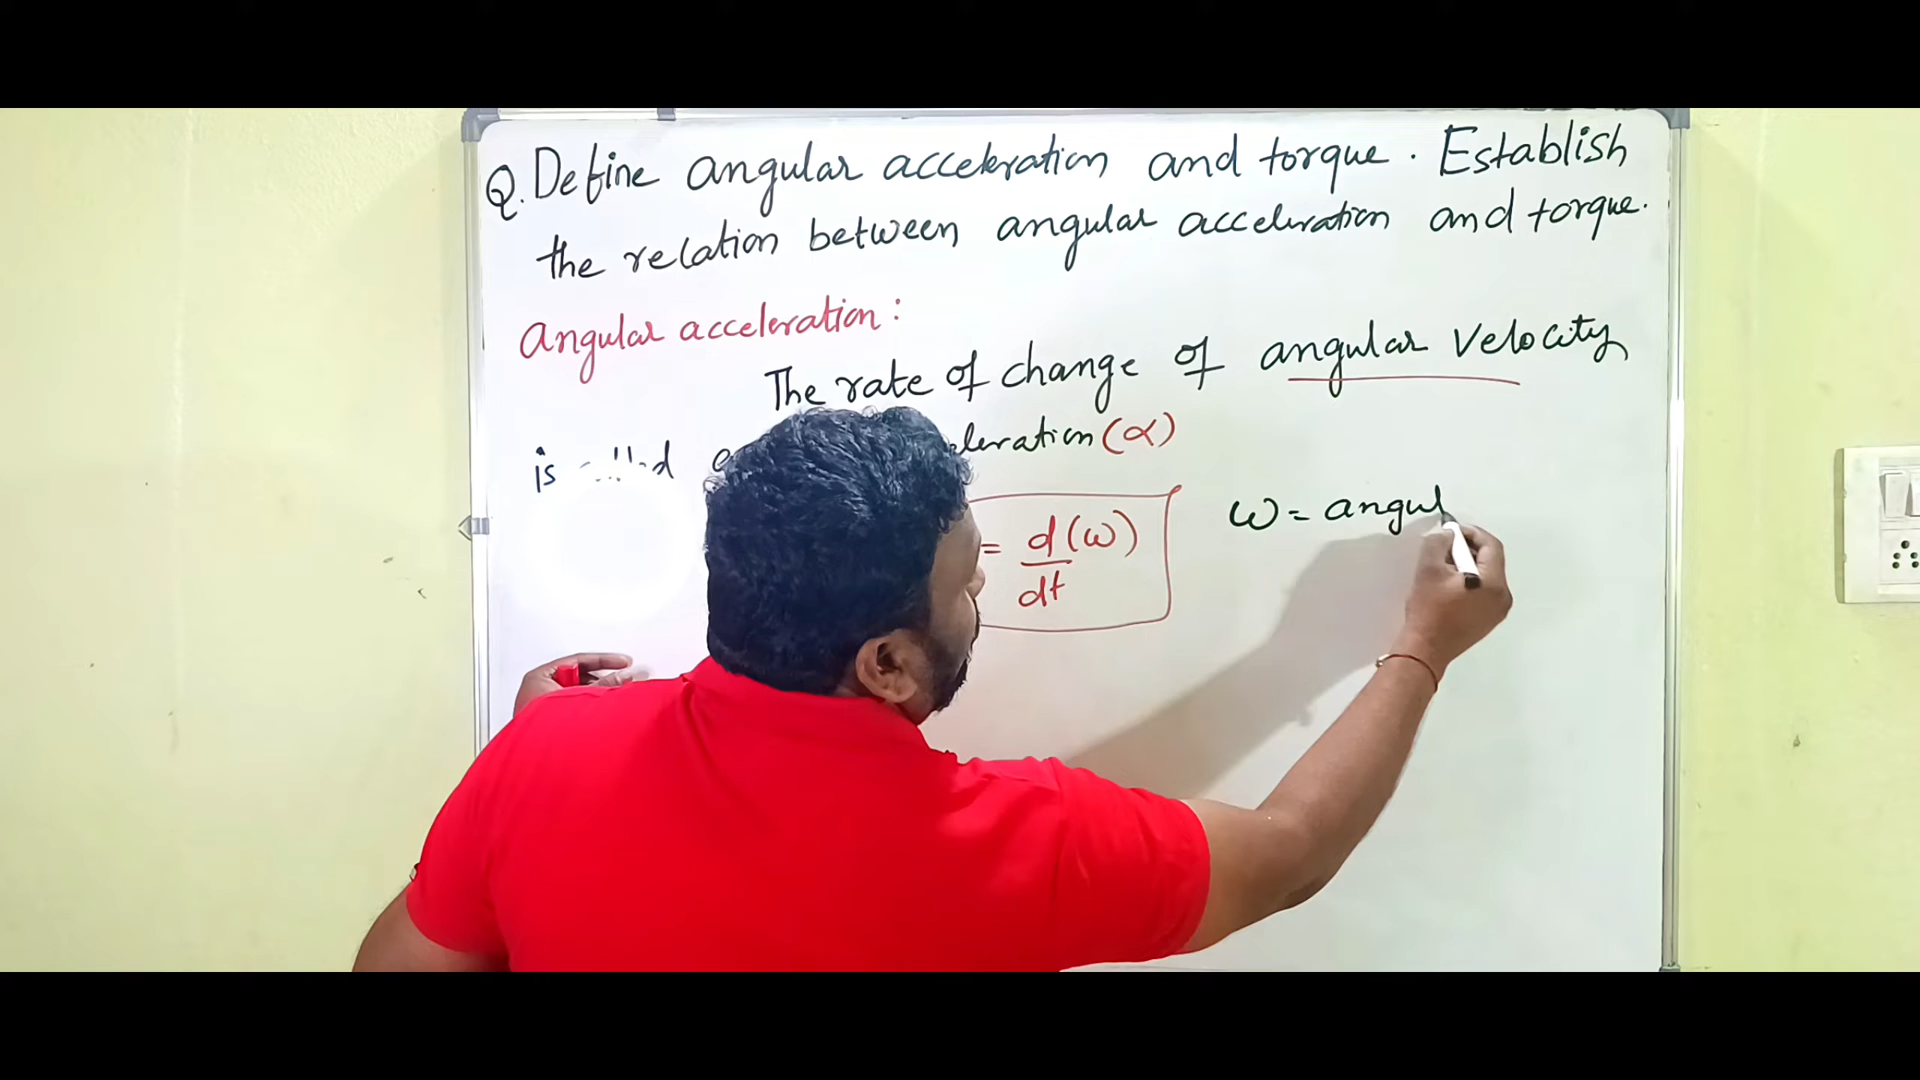 Q. Define angular acceleration and torque. Establish
the relation between angular acceleration and torque.
Angular acceleration:
The rate of change of angular velocity
is leration (α)
= d(ω)
dt
ω = angul